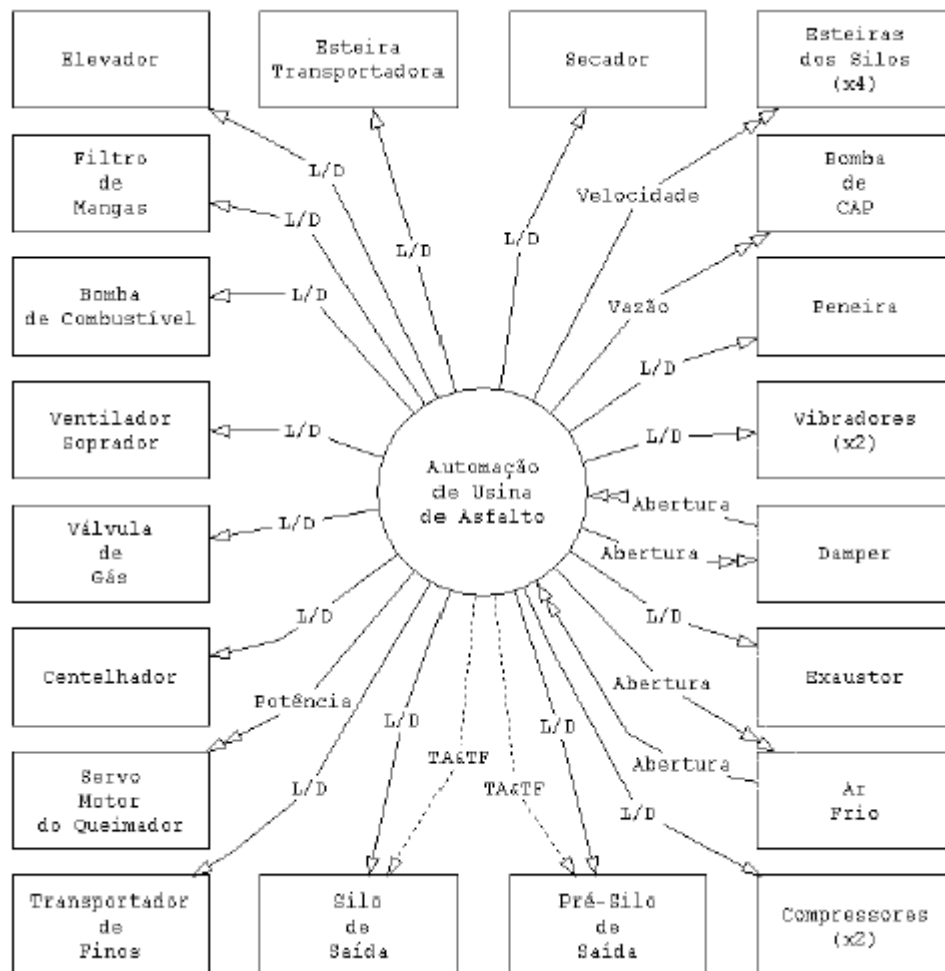 Elevador
Esteira
Transportadora
Secador
Esteiras
dos Silos
(x4)
Filtro
de
Mangas
L/D
L/D
L/D
L/D
Velocidade
Bomba
de
CAP
Bomba
de Combustível
L/D
Vazão
Peneira
L/D
Ventilador
Soprador
L/D
Automação
de Usina
de Asfalto
L/D
Vibradores
(x2)
Válvula
de
Gás
L/D
Abertura
Abertura
Damper
Centelhador
L/D
L/D
Exaustor
Potência
Abertura
Servo
Motor
do Queimador
L/D
L/D
TA&TF
TA&TF
L/D
L/D
Abertura
Ar
Frio
Transportador
de
Finos
Silo
de
Saída
Pré-Silo
de
Saída
Compressores
(x2)